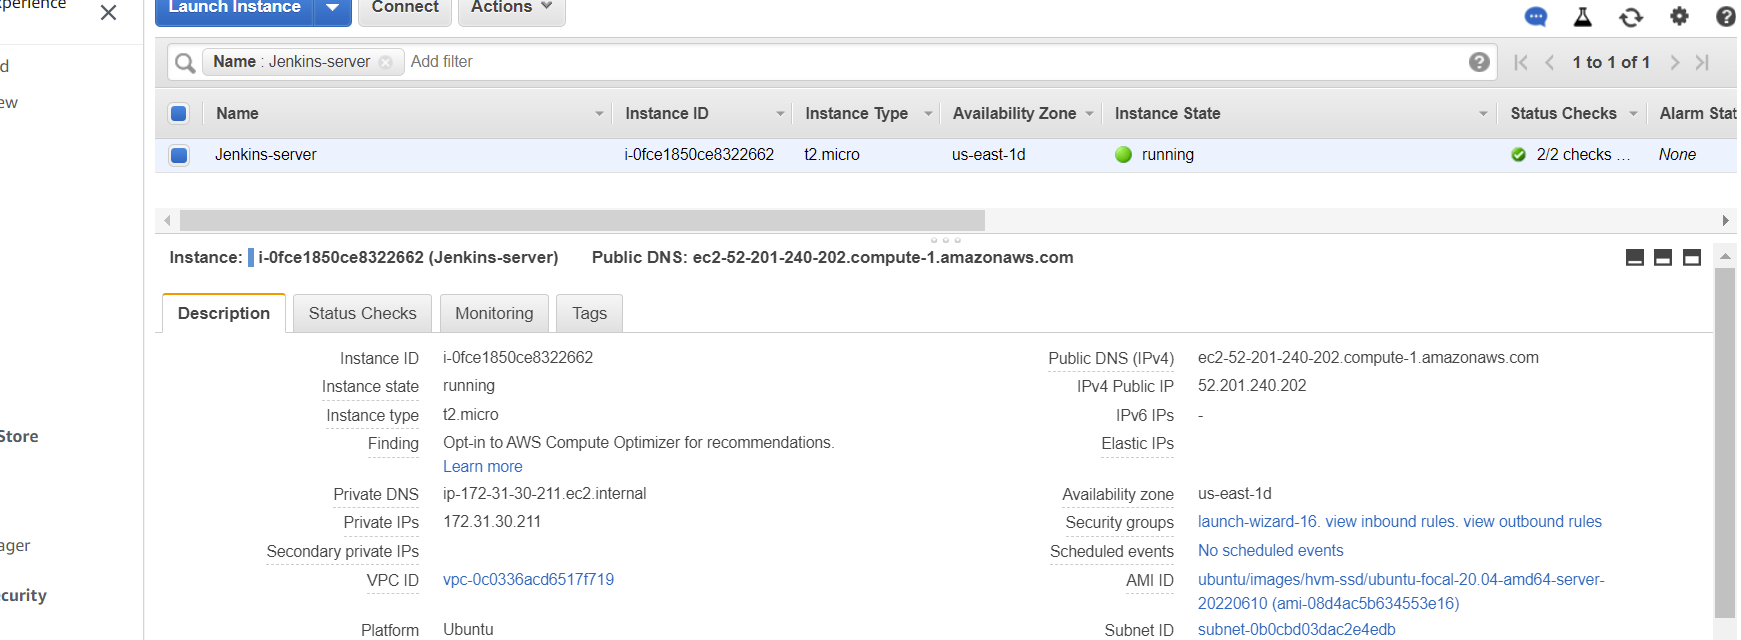 xperience
Launch Instance Connect Actions
d
Name : Jenkins-server Add filter 1 to 1 of 1
ew
Name Instance ID Instance Type Availability Zone Instance State Status Checks Alarm Stat
Jenkins-server i-0fce1850ce8322662 t2.micro us-east-1d running 2/2 checks ... None
Instance: i-0fce1850ce8322662 (Jenkins-server) Public DNS: ec2-52-201-240-202.compute-1.amazonaws.com
Description Status Checks Monitoring Tags
Instance ID i-0fce1850ce8322662 Public DNS (IPv4) ec2-52-201-240-202.compute-1.amazonaws.com
Instance state running IPv4 Public IP 52.201.240.202
Instance type t2.micro IPv6 IPs -
Store
Finding Opt-in to AWS Compute Optimizer for recommendations. Elastic IPs
Learn more
Private DNS ip-172-31-30-211.ec2.internal Availability zone us-east-1d
Private IPs 172.31.30.211 Security groups launch-wizard-16. view inbound rules. view outbound rules
ager
Secondary private IPs Scheduled events No scheduled events
VPC ID vpc-0c0336acd6517f719 AMI ID ubuntu/images/hvm-ssd/ubuntu-focal-20.04-amd64-server-
curity
20220610 (ami-08d4ac5b634553e16)
Platform Ubuntu Subnet ID subnet-0b0cbd03dac2e4edb